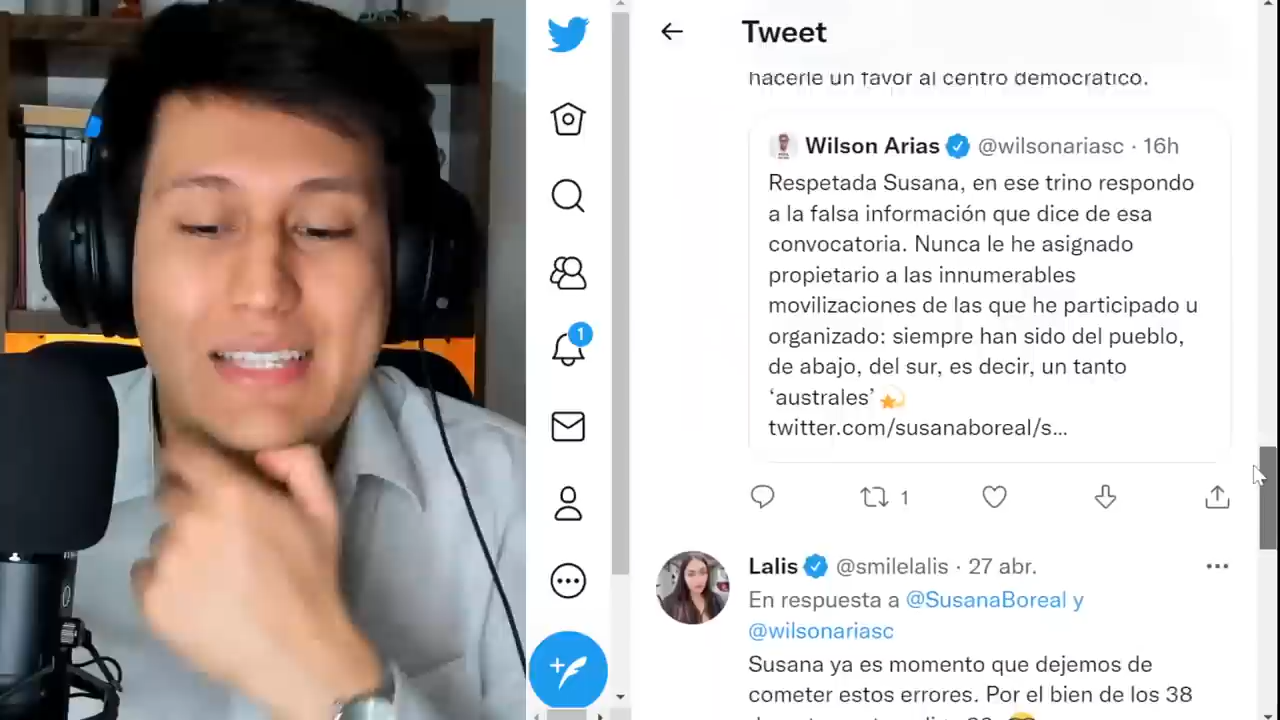 Tweet
hacerle un favor al centro democrático.
Wilson Arias @wilsonariasc · 16h
Respetada Susana, en ese trino respondo
a la falsa información que dice de esa
convocatoria. Nunca le he asignado
propietario a las innumerables
movilizaciones de las que he participado u
organizado: siempre han sido del pueblo,
de abajo, del sur, es decir, un tanto
‘australes’ 💫
twitter.com/susanaboreal/s...
1
1
Lalis @smilelalis · 27 abr.
En respuesta a @SusanaBoreal y
@wilsonariasc
Susana ya es momento que dejemos de
cometer estos errores. Por el bien de los 38